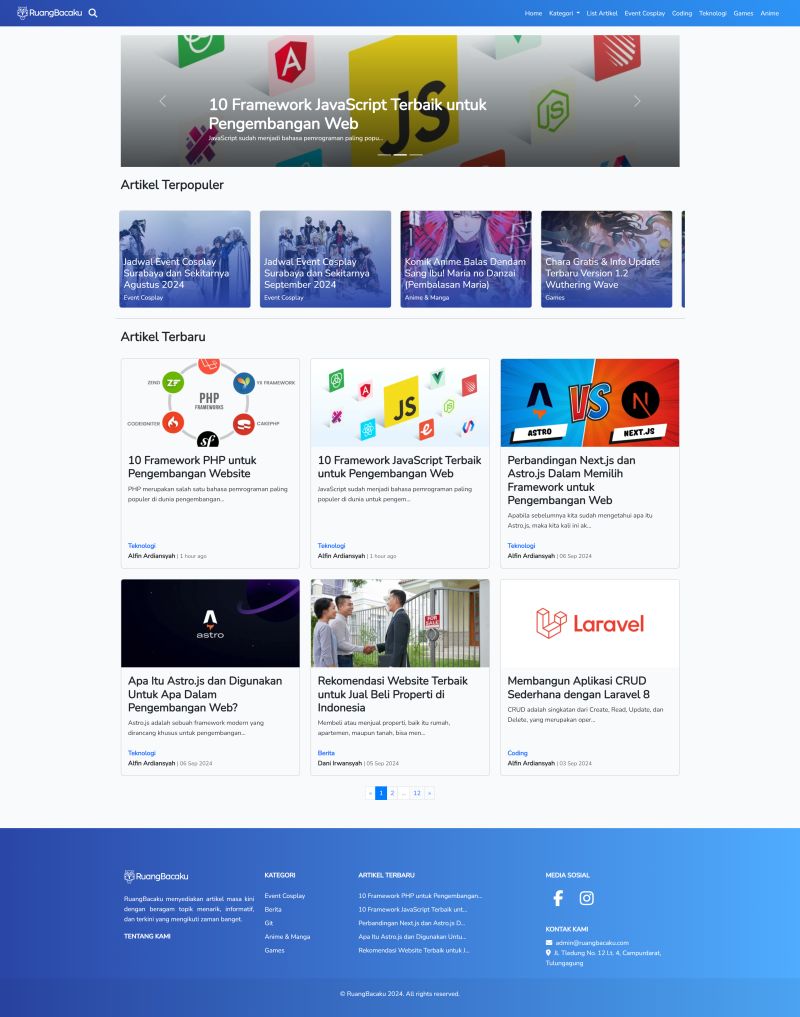 RuangBacaku
Home Kategori List Artikel Event Cosplay Coding Teknologi Games Anime
JS
10 Framework JavaScript Terbaik untuk
Pengembangan Web
JavaScript sudah menjadi bahasa pemrograman paling popu...
Artikel Terpopuler
Jadwal Event Cosplay
Surabaya dan Sekitarnya
Agustus 2024
Event Cosplay
Jadwal Event Cosplay
Surabaya dan Sekitarnya
September 2024
Event Cosplay
Komik Anime Balas Dendam
Sang Ibu! Maria no Danzai
(Pembalasan Maria)
Anime & Manga
Chara Gratis & Info Update
Terbaru Version 1.2
Wuthering Wave
Games
Artikel Terbaru
ZEND
YII FRAMEWORK
PHP
FRAMEWORKS
CODEIGNITER
CAKEPHP
10 Framework PHP untuk
Pengembangan Website
PHP merupakan salah satu bahasa pemrograman paling
populer di dunia pengembangan...
Teknologi
Alfin Ardiansyah | 1 hour ago
JS
10 Framework JavaScript Terbaik
untuk Pengembangan Web
JavaScript sudah menjadi bahasa pemrograman paling
populer di dunia untuk pengem...
Teknologi
Alfin Ardiansyah | 1 hour ago
VS
ASTRO
NEXT.JS
Perbandingan Next.js dan
Astro.js Dalam Memilih
Framework untuk
Pengembangan Web
Apabila sebelumnya kita sudah mengetahui apa itu
Astro.js, maka kita kali ini ak...
Teknologi
Alfin Ardiansyah | 06 Sep 2024
astro
Apa Itu Astro.js dan Digunakan
Untuk Apa Dalam
Pengembangan Web?
Astro.js adalah sebuah framework modern yang
dirancang khusus untuk pengembangan...
Teknologi
Alfin Ardiansyah | 06 Sep 2024
FOR
SALE
Rekomendasi Website Terbaik
untuk Jual Beli Properti di
Indonesia
Membeli atau menjual properti, baik itu rumah,
apartemen, maupun tanah, bisa men...
Berita
Dani Irwansyah | 05 Sep 2024
Laravel
Membangun Aplikasi CRUD
Sederhana dengan Laravel 8
CRUD adalah singkatan dari Create, Read, Update, dan
Delete, yang merupakan oper...
Coding
Alfin Ardiansyah | 03 Sep 2024
« 1 2 ... 12 »
RuangBacaku
RuangBacaku menyediakan artikel masa kini
dengan beragam topik menarik, informatif,
dan terkini yang mengikuti zaman banget.
TENTANG KAMI
KATEGORI
Event Cosplay
Berita
Git
Anime & Manga
Games
ARTIKEL TERBARU
10 Framework PHP untuk Pengembangan...
10 Framework JavaScript Terbaik unt...
Perbandingan Next.js dan Astro.js D...
Apa Itu Astro.js dan Digunakan Untu...
Rekomendasi Website Terbaik untuk J...
MEDIA SOSIAL
KONTAK KAMI
admin@ruangbacaku.com
Jl. Tledung No. 12 Lt. 4, Campurdarat,
Tulungagung
© RuangBacaku 2024. All rights reserved.